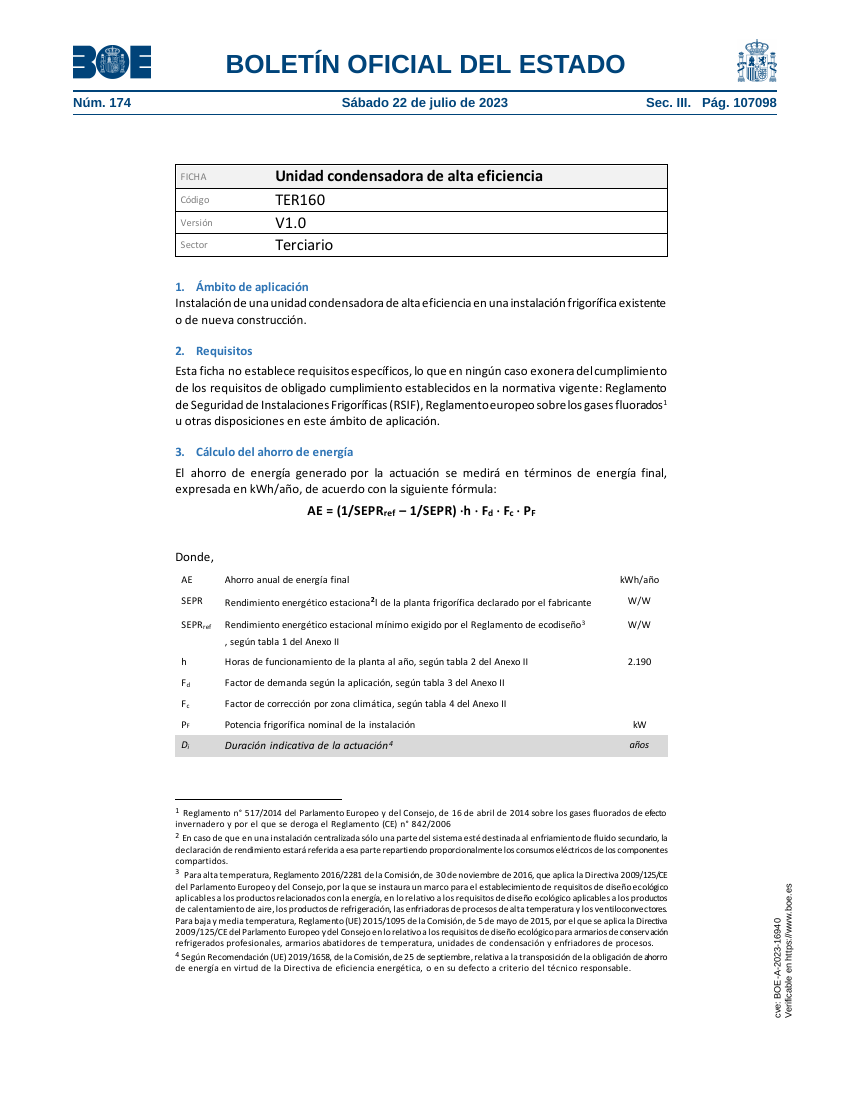 BOE
BOLETÍN OFICIAL DEL ESTADO
Núm. 174
Sábado 22 de julio de 2023
Sec. III. Pág. 107098
FICHA Unidad condensadora de alta eficiencia
Código TER160
Versión V1.0
Sector Terciario
1. Ámbito de aplicación
Instalación de una unidad condensadora de alta eficiencia en una instalación frigorífica existente
o de nueva construcción.
2. Requisitos
Esta ficha no establece requisitos específicos, lo que en ningún caso exonera del cumplimiento
de los requisitos de obligado cumplimiento establecidos en la normativa vigente: Reglamento
de Seguridad de Instalaciones Frigoríficas (RSIF), Reglamento europeo sobre los gases fluorados¹
u otras disposiciones en este ámbito de aplicación.
3. Cálculo del ahorro de energía
El ahorro de energía generado por la actuación se medirá en términos de energía final,
expresada en kWh/año, de acuerdo con la siguiente fórmula:
AE = (1/SEPRref – 1/SEPR) ·h · Fd · Fc · PF
Donde,
AE Ahorro anual de energía final kWh/año
SEPR Rendimiento energético estaciona²l de la planta frigorífica declarado por el fabricante W/W
SEPRref Rendimiento energético estacional mínimo exigido por el Reglamento de ecodiseño³ W/W
, según tabla 1 del Anexo II
h Horas de funcionamiento de la planta al año, según tabla 2 del Anexo II 2.190
Fd Factor de demanda según la aplicación, según tabla 3 del Anexo II
Fc Factor de corrección por zona climática, según tabla 4 del Anexo II
PF Potencia frigorífica nominal de la instalación kW
Di Duración indicativa de la actuación⁴ años
¹ Reglamento n° 517/2014 del Parlamento Europeo y del Consejo, de 16 de abril de 2014 sobre los gases fluorados de efecto
invernadero y por el que se deroga el Reglamento (CE) n° 842/2006
² En caso de que en una instalación centralizada sólo una parte del sistema esté destinada al enfriamiento de fluido secundario, la
declaración de rendimiento estará referida a esa parte repartiendo proporcionalmente los consumos eléctricos de los componentes
compartidos.
³ Para alta temperatura, Reglamento 2016/2281 de la Comisión, de 30 de noviembre de 2016, que aplica la Directiva 2009/125/CE
del Parlamento Europeo y del Consejo, por la que se instaura un marco para el establecimiento de requisitos de diseño ecológico
aplicables a los productos relacionados con la energía, en lo relativo a los requisitos de diseño ecológico aplicables a los productos
de calentamiento de aire, los productos de refrigeración, las enfriadoras de procesos de alta temperatura y los ventiloconvectores.
Para baja y media temperatura, Reglamento (UE) 2015/1095 de la Comisión, de 5 de mayo de 2015, por el que se aplica la Directiva
2009/125/CE del Parlamento Europeo y del Consejo en lo relativo a los requisitos de diseño ecológico para armarios de conservación
refrigerados profesionales, armarios abatidores de temperatura, unidades de condensación y enfriadores de procesos.
⁴ Según Recomendación (UE) 2019/1658, de la Comisión, de 25 de septiembre, relativa a la transposición de la obligación de ahorro
de energía en virtud de la Directiva de eficiencia energética, o en su defecto a criterio del técnico responsable.
cve: BOE-A-2023-16940
Verificable en https://www.boe.es